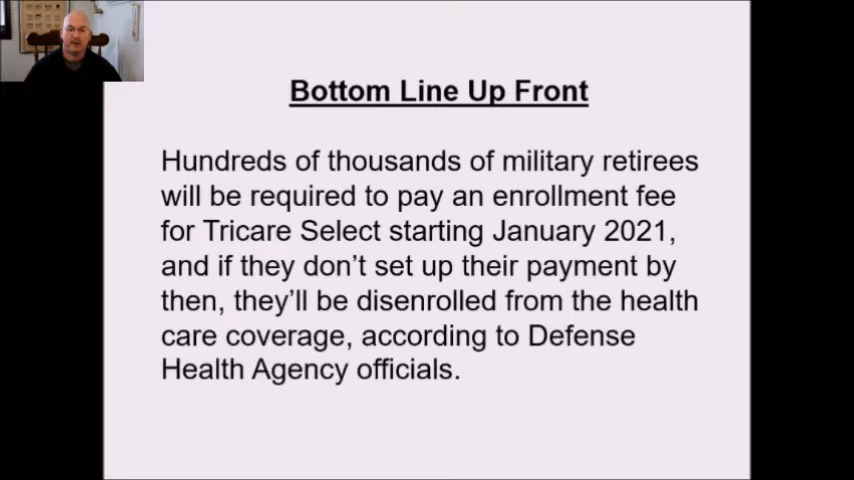 Bottom Line Up Front
Hundreds of thousands of military retirees
will be required to pay an enrollment fee
for Tricare Select starting January 2021,
and if they don’t set up their payment by
then, they’ll be disenrolled from the health
care coverage, according to Defense
Health Agency officials.